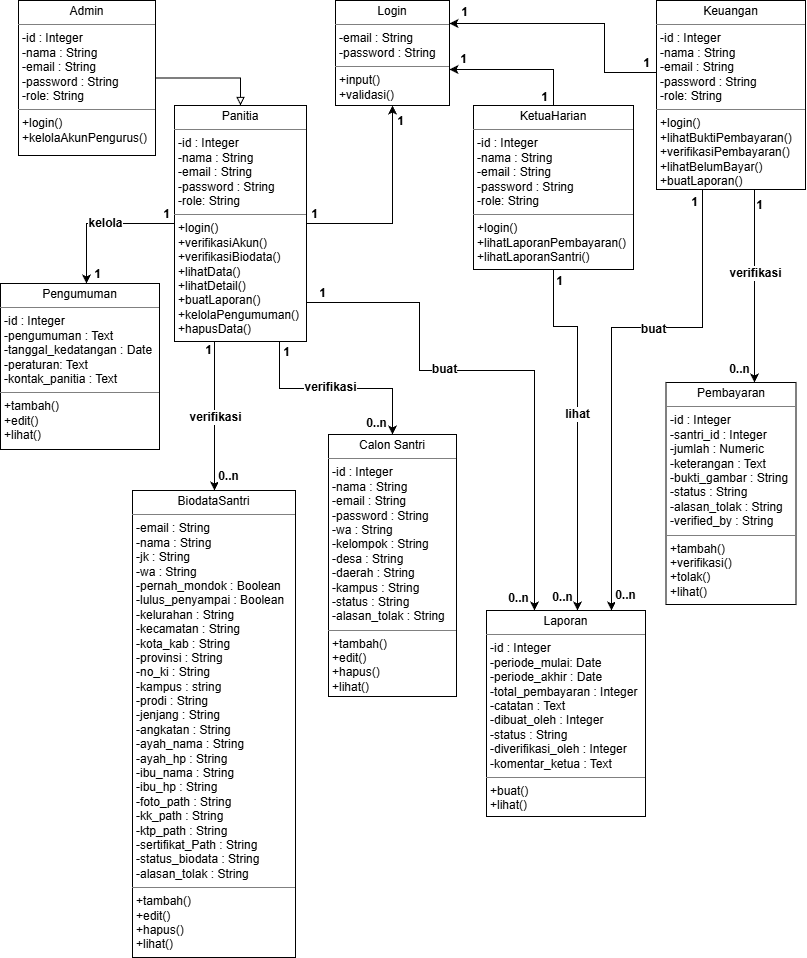 Admin
-id : Integer
-nama : String
-email : String
-password : String
-role: String
+login()
+kelolaAkunPengurus()
Login
-email : String
-password : String
+input()
+validasi()
Keuangan
-id : Integer
-nama : String
-email : String
-password : String
-role: String
+login()
+lihatBuktiPembayaran()
+verifikasiPembayaran()
+lihatBelumBayar()
+buatLaporan()
1
1
1
1
1
Panitia
-id : Integer
-nama : String
-email : String
-password : String
-role: String
+login()
+verifikasiAkun()
+verifikasiBiodata()
+lihatData()
+lihatDetail()
+buatLaporan()
+kelolaPengumuman()
+hapusData()
KetuaHarian
-id : Integer
-nama : String
-email : String
-password : String
-role: String
+login()
+lihatLaporanPembayaran()
+lihatLaporanSantri()
1
kelola
1
1
Pengumuman
-id : Integer
-pengumuman : Text
-tanggal_kedatangan : Date
-peraturan: Text
-kontak_panitia : Text
+tambah()
+edit()
+lihat()
1
buat
1
lihat
1
buat
1
verifikasi
0..n
1
verifikasi
0..n
1
verifikasi
0..n
Pembayaran
-id : Integer
-santri_id : Integer
-jumlah : Numeric
-keterangan : Text
-bukti_gambar : String
-status : String
-alasan_tolak : String
-verified_by : String
+tambah()
+verifikasi()
+tolak()
+lihat()
Calon Santri
-id : Integer
-nama : String
-email : String
-password : String
-wa : String
-kelompok : String
-desa : String
-daerah : String
-kampus : String
-status : String
-alasan_tolak : String
+tambah()
+edit()
+hapus()
+lihat()
BiodataSantri
-email : String
-nama : String
-jk : String
-wa : String
-pernah_mondok : Boolean
-lulus_penyampai : Boolean
-kelurahan : String
-kecamatan : String
-kota_kab : String
-provinsi : String
-no_ki : String
-kampus : string
-prodi : String
-jenjang : String
-angkatan : String
-ayah_nama : String
-ayah_hp : String
-ibu_nama : String
-ibu_hp : String
-foto_path : String
-kk_path : String
-ktp_path : String
-sertifikat_Path : String
-status_biodata : String
-alasan_tolak : String
+tambah()
+edit()
+hapus()
+lihat()
0..n
0..n
0..n
Laporan
-id : Integer
-periode_mulai: Date
-periode_akhir : Date
-total_pembayaran : Integer
-catatan : Text
-dibuat_oleh : Integer
-status : String
-diverifikasi_oleh : Integer
-komentar_ketua : Text
+buat()
+lihat()